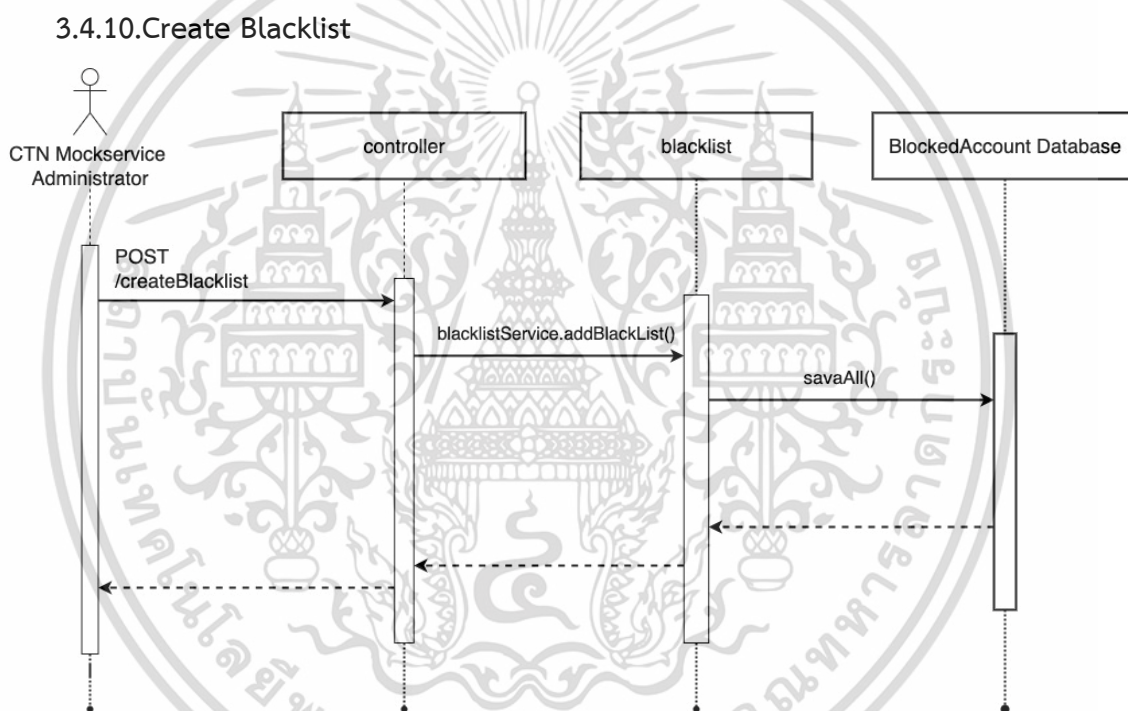 3.4.10.Create Blacklist
CTN Mockservice
Administrator
controller
blacklist
BlockedAccount Database
POST
/createBlacklist
blacklistService.addBlackList()
savaAll()